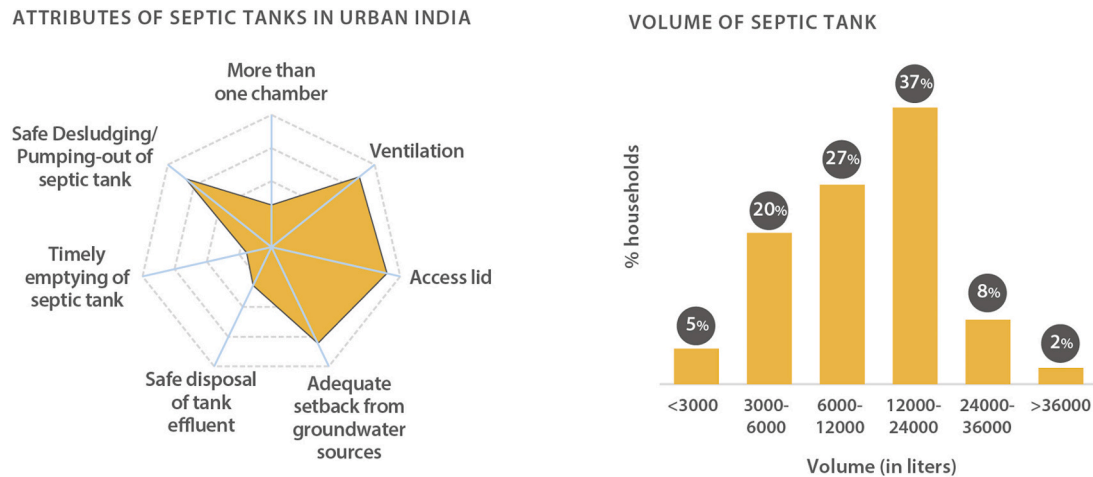 ATTRIBUTES OF SEPTIC TANKS IN URBAN INDIA
More than
one chamber
Ventilation
Access lid
Adequate
setback from
groundwater
sources
Safe disposal
of tank
effluent
Timely
emptying of
septic tank
Safe Desludging/
Pumping-out of
septic tank
VOLUME OF SEPTIC TANK
% households
5%
20%
27%
37%
8%
2%
<3000
3000-
6000
6000-
12000
12000-
24000
24000-
36000
>36000
Volume (in liters)